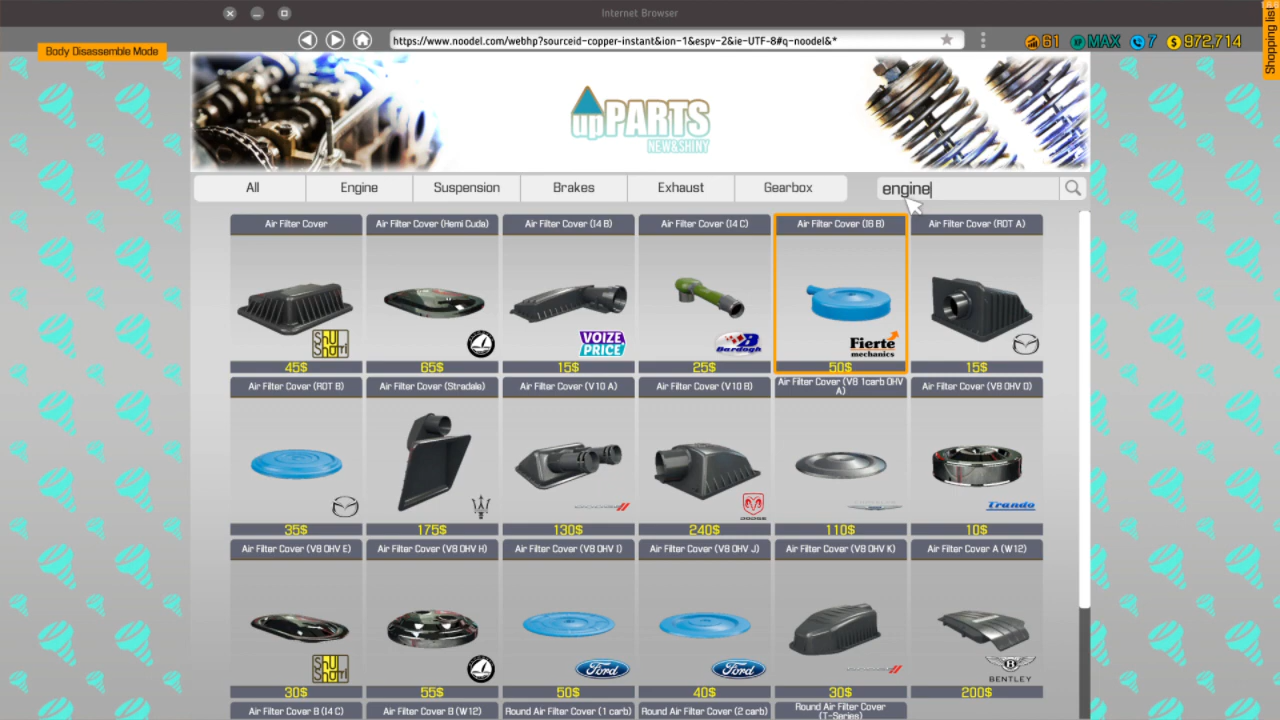 Internet Browser
Shopping list
Body Disassemble Mode
https://www.noodel.com/webhp?sourceid-copper-instant&ion-1&espv-2&ie-UTF-8#q-noodel&*
61
XP MAX
7
$ 972,714
upPARTS
NEW&SHINY
All
Engine
Suspension
Brakes
Exhaust
Gearbox
engine
Air Filter Cover
Air Filter Cover (Hemi Cuda)
Air Filter Cover (I4 B)
Air Filter Cover (I4 C)
Air Filter Cover (I6 B)
Air Filter Cover (ROT A)
VOIZE PRICE
Bardogh
Fierte mechanics
45$
65$
15$
25$
50$
15$
Air Filter Cover (ROT B)
Air Filter Cover (Stradale)
Air Filter Cover (V10 A)
Air Filter Cover (V10 B)
Air Filter Cover (V8 1carb OHV A)
Air Filter Cover (V8 OHV D)
DODGE
Trando
35$
175$
130$
240$
110$
10$
Air Filter Cover (V8 OHV E)
Air Filter Cover (V8 OHV H)
Air Filter Cover (V8 OHV I)
Air Filter Cover (V8 OHV J)
Air Filter Cover (V8 OHV K)
Air Filter Cover A (W12)
Ford
Ford
BENTLEY
30$
55$
50$
40$
30$
200$
Air Filter Cover B (I4 C)
Air Filter Cover B (W12)
Round Air Filter Cover (1 carb)
Round Air Filter Cover (2 carb)
Round Air Filter Cover (T-Series)